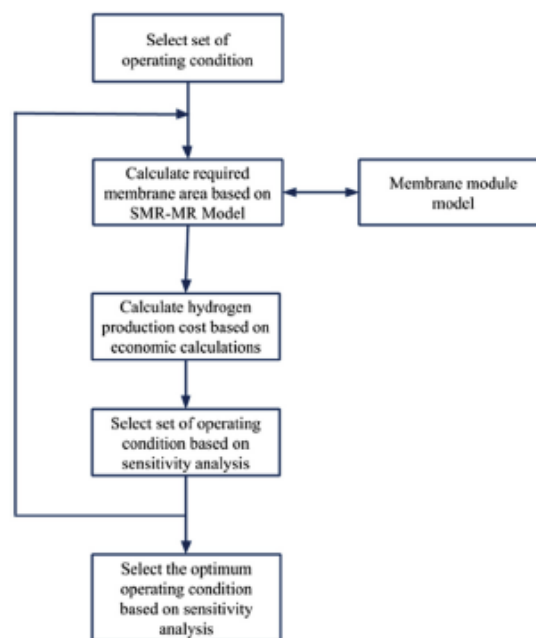 Select set of
operating condition
Calculate required
membrane area based on
SMR-MR Model
Membrane module
model
Calculate hydrogen
production cost based on
economic calculations
Select set of operating
condition based on
sensitivity analysis
Select the optimum
operating condition
based on sensitivity
analysis